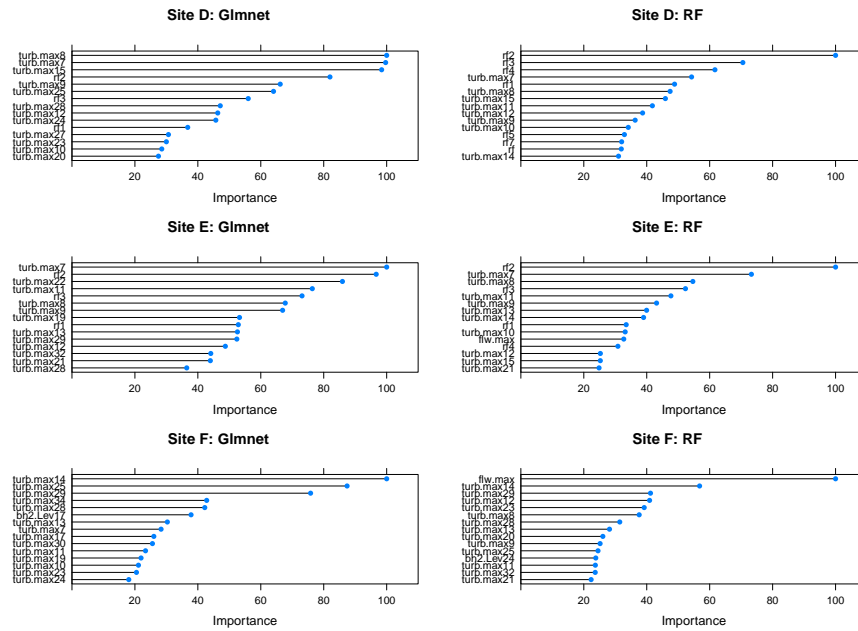 Site D: Glmnet
turb.max8
turb.max7
turb.max15
rf2
turb.max9
turb.max25
rf3
turb.max28
turb.max12
turb.max24
rf1
turb.max27
turb.max23
turb.max10
turb.max20
20 40 60 80 100
Importance
Site D: RF
rf2
rf3
rf4
turb.max7
rf1
turb.max8
turb.max15
turb.max11
turb.max12
turb.max9
turb.max10
rf5
rf7
rf
turb.max14
20 40 60 80 100
Importance
Site E: Glmnet
turb.max7
rf2
turb.max22
turb.max11
rf3
turb.max8
turb.max9
turb.max19
rf1
turb.max13
turb.max29
turb.max12
turb.max32
turb.max21
turb.max28
20 40 60 80 100
Importance
Site E: RF
rf2
turb.max7
turb.max8
rf3
turb.max11
turb.max9
turb.max13
turb.max14
rf1
turb.max10
flw.max
rf4
turb.max12
turb.max15
turb.max21
20 40 60 80 100
Importance
Site F: Glmnet
turb.max14
turb.max25
turb.max29
turb.max34
turb.max28
bh2.Lev17
turb.max13
turb.max7
turb.max17
turb.max30
turb.max11
turb.max19
turb.max10
turb.max23
turb.max24
20 40 60 80 100
Importance
Site F: RF
flw.max
turb.max14
turb.max29
turb.max12
turb.max23
turb.max8
turb.max28
turb.max13
turb.max20
turb.max9
turb.max25
bh2.Lev24
turb.max11
turb.max32
turb.max21
20 40 60 80 100
Importance